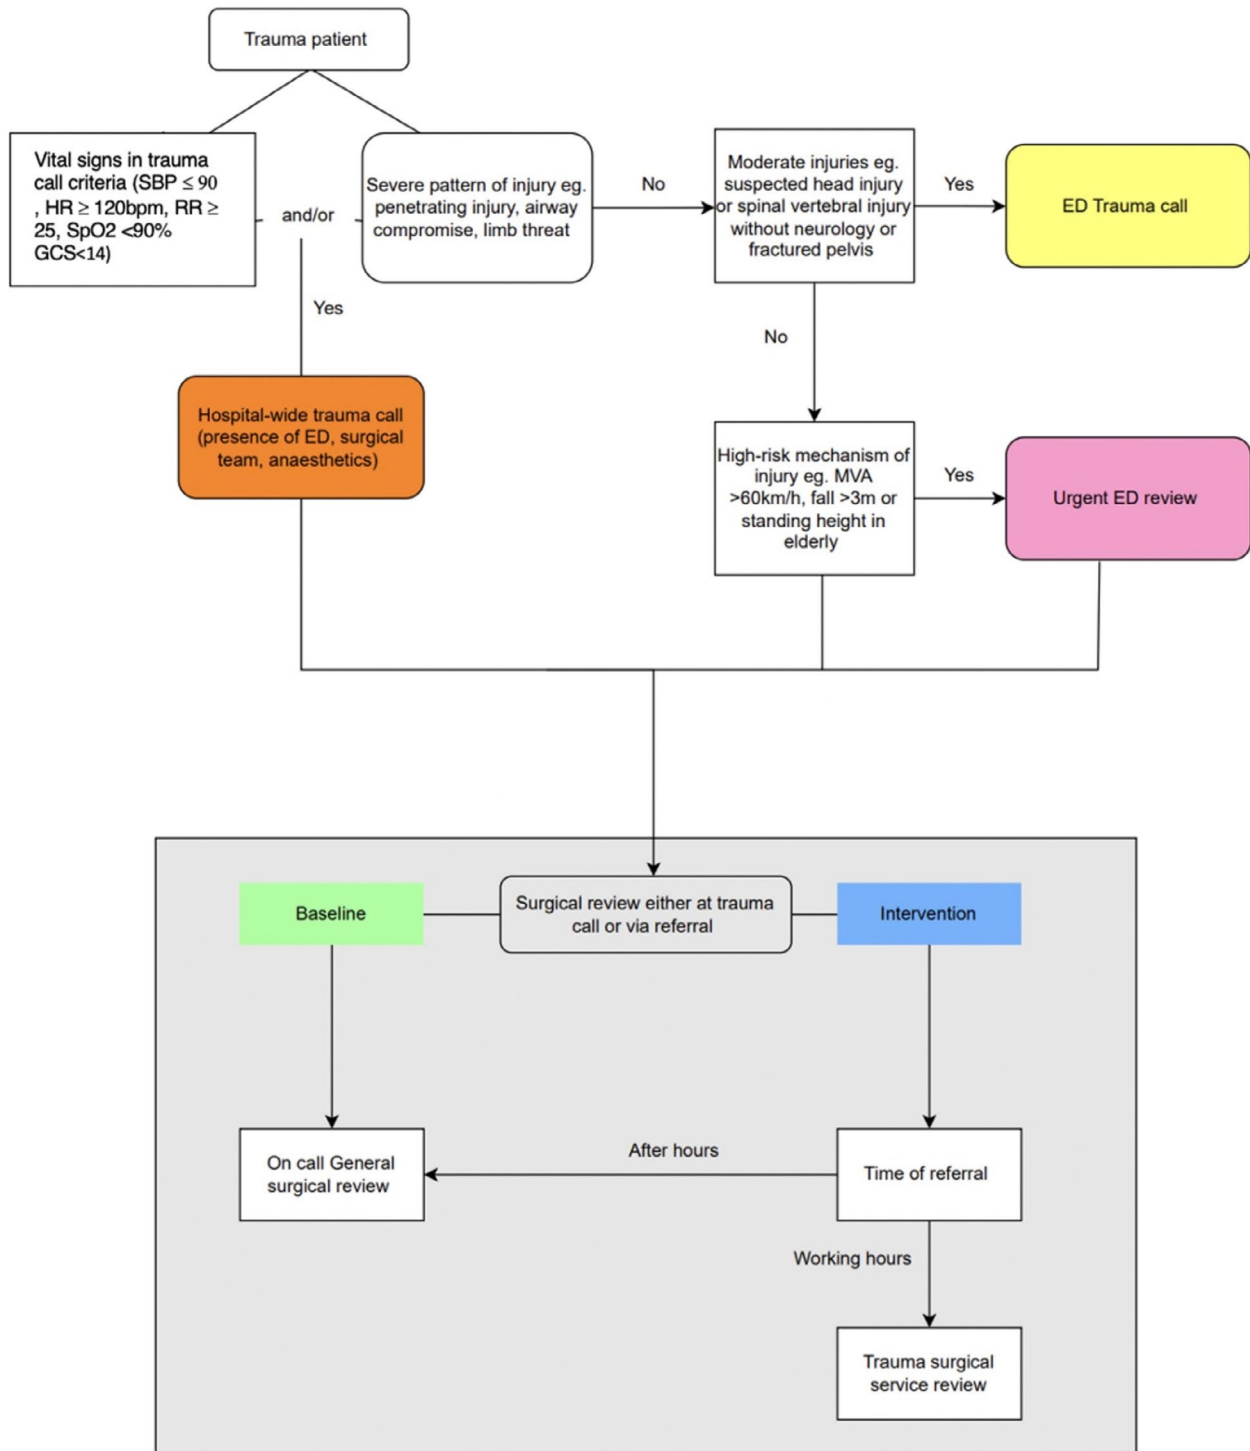 Trauma patient
Vital signs in trauma
call criteria (SBP ≤ 90
, HR ≥ 120bpm, RR ≥
25, SpO2 <90%
GCS<14)
and/or
Severe pattern of injury eg.
penetrating injury, airway
compromise, limb threat
No
Moderate injuries eg.
suspected head injury
or spinal vertebral injury
without neurology or
fractured pelvis
Yes
ED Trauma call
Yes
No
Hospital-wide trauma call
(presence of ED, surgical
team, anaesthetics)
High-risk mechanism of
injury eg. MVA
>60km/h, fall >3m or
standing height in
elderly
Yes
Urgent ED review
Baseline
Surgical review either at trauma
call or via referral
Intervention
On call General
surgical review
After hours
Time of referral
Working hours
Trauma surgical
service review